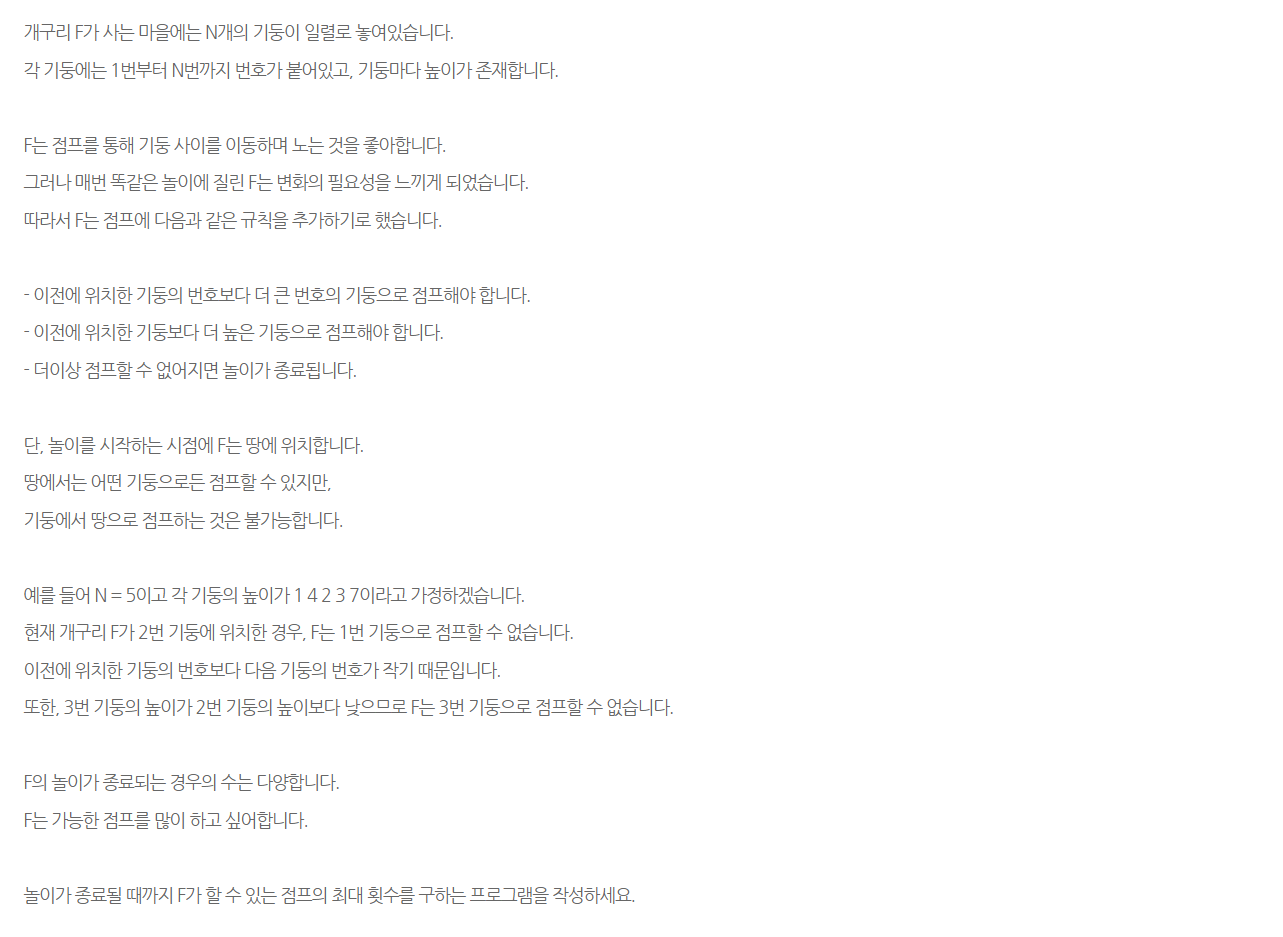 개구리 F가 사는 마을에는 N개의 기둥이 일렬로 놓여있습니다.
각 기둥에는 1번부터 N번까지 번호가 붙어있고, 기둥마다 높이가 존재합니다.
F는 점프를 통해 기둥 사이를 이동하며 노는 것을 좋아합니다.
그러나 매번 똑같은 놀이에 질린 F는 변화의 필요성을 느끼게 되었습니다.
따라서 F는 점프에 다음과 같은 규칙을 추가하기로 했습니다.
- 이전에 위치한 기둥의 번호보다 더 큰 번호의 기둥으로 점프해야 합니다.
- 이전에 위치한 기둥보다 더 높은 기둥으로 점프해야 합니다.
- 더이상 점프할 수 없어지면 놀이가 종료됩니다.
단, 놀이를 시작하는 시점에 F는 땅에 위치합니다.
땅에서는 어떤 기둥으로든 점프할 수 있지만,
기둥에서 땅으로 점프하는 것은 불가능합니다.
예를 들어 N = 5이고 각 기둥의 높이가 1 4 2 3 7이라고 가정하겠습니다.
현재 개구리 F가 2번 기둥에 위치한 경우, F는 1번 기둥으로 점프할 수 없습니다.
이전에 위치한 기둥의 번호보다 다음 기둥의 번호가 작기 때문입니다.
또한, 3번 기둥의 높이가 2번 기둥의 높이보다 낮으므로 F는 3번 기둥으로 점프할 수 없습니다.
F의 놀이가 종료되는 경우의 수는 다양합니다.
F는 가능한 점프를 많이 하고 싶어합니다.
놀이가 종료될 때까지 F가 할 수 있는 점프의 최대 횟수를 구하는 프로그램을 작성하세요.